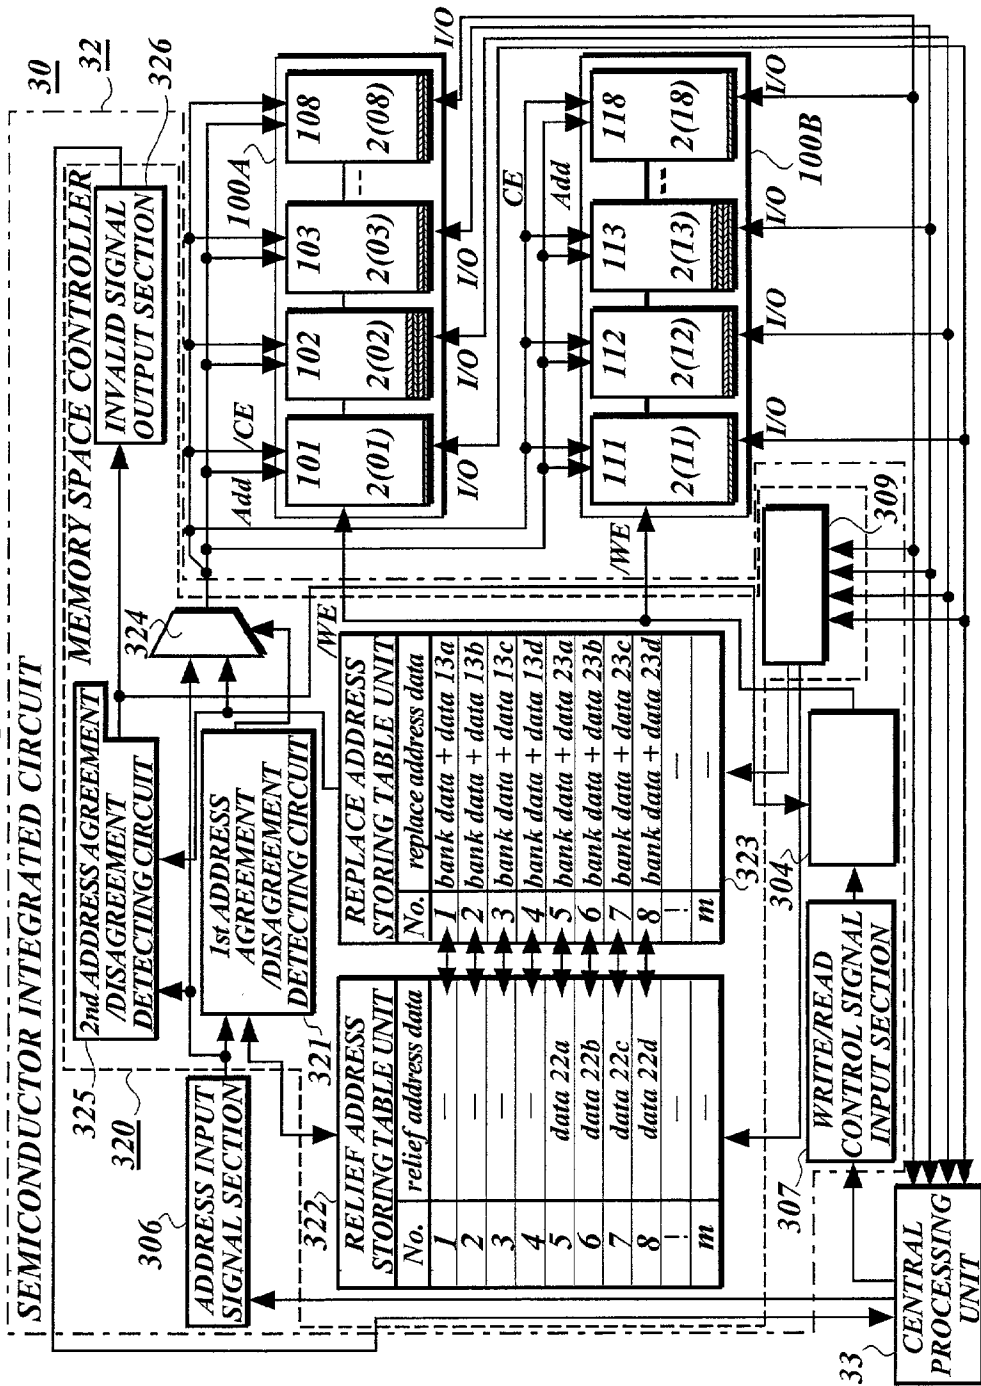 30
32
SEMICONDUCTOR INTEGRATED CIRCUIT
MEMORY SPACE CONTROLLER
320
306
ADDRESS INPUT
SIGNAL SECTION
325
2nd ADDRESS AGREEMENT
/DISAGREEMENT
DETECTING CIRCUIT
326
INVALID SIGNAL
OUTPUT SECTION
321
1st ADDRESS
AGREEMENT
/DISAGREEMENT
DETECTING CIRCUIT
324
322
RELIEF ADDRESS
STORING TABLE UNIT
No. relief address data
1 —
2 —
3 —
4 —
5 data 22a
6 data 22b
7 data 22c
8 data 22d
¦ —
m —
323
REPLACE ADDRESS
STORING TABLE UNIT
No. replace address data
1 bank data + data 13a
2 bank data + data 13b
3 bank data + data 13c
4 bank data + data 13d
5 bank data + data 23a
6 bank data + data 23b
7 bank data + data 23c
8 bank data + data 23d
¦ —
m —
Add
/CE
/WE
100A
101
2(01)
102
2(02)
103
2(03)
108
2(08)
I/O
I/O
I/O
I/O
CE
Add
/WE
100B
111
2(11)
112
2(12)
113
2(13)
118
2(18)
I/O
I/O
I/O
I/O
307
WRITE/READ
CONTROL SIGNAL
INPUT SECTION
304
309
33
CENTRAL
PROCESSING
UNIT